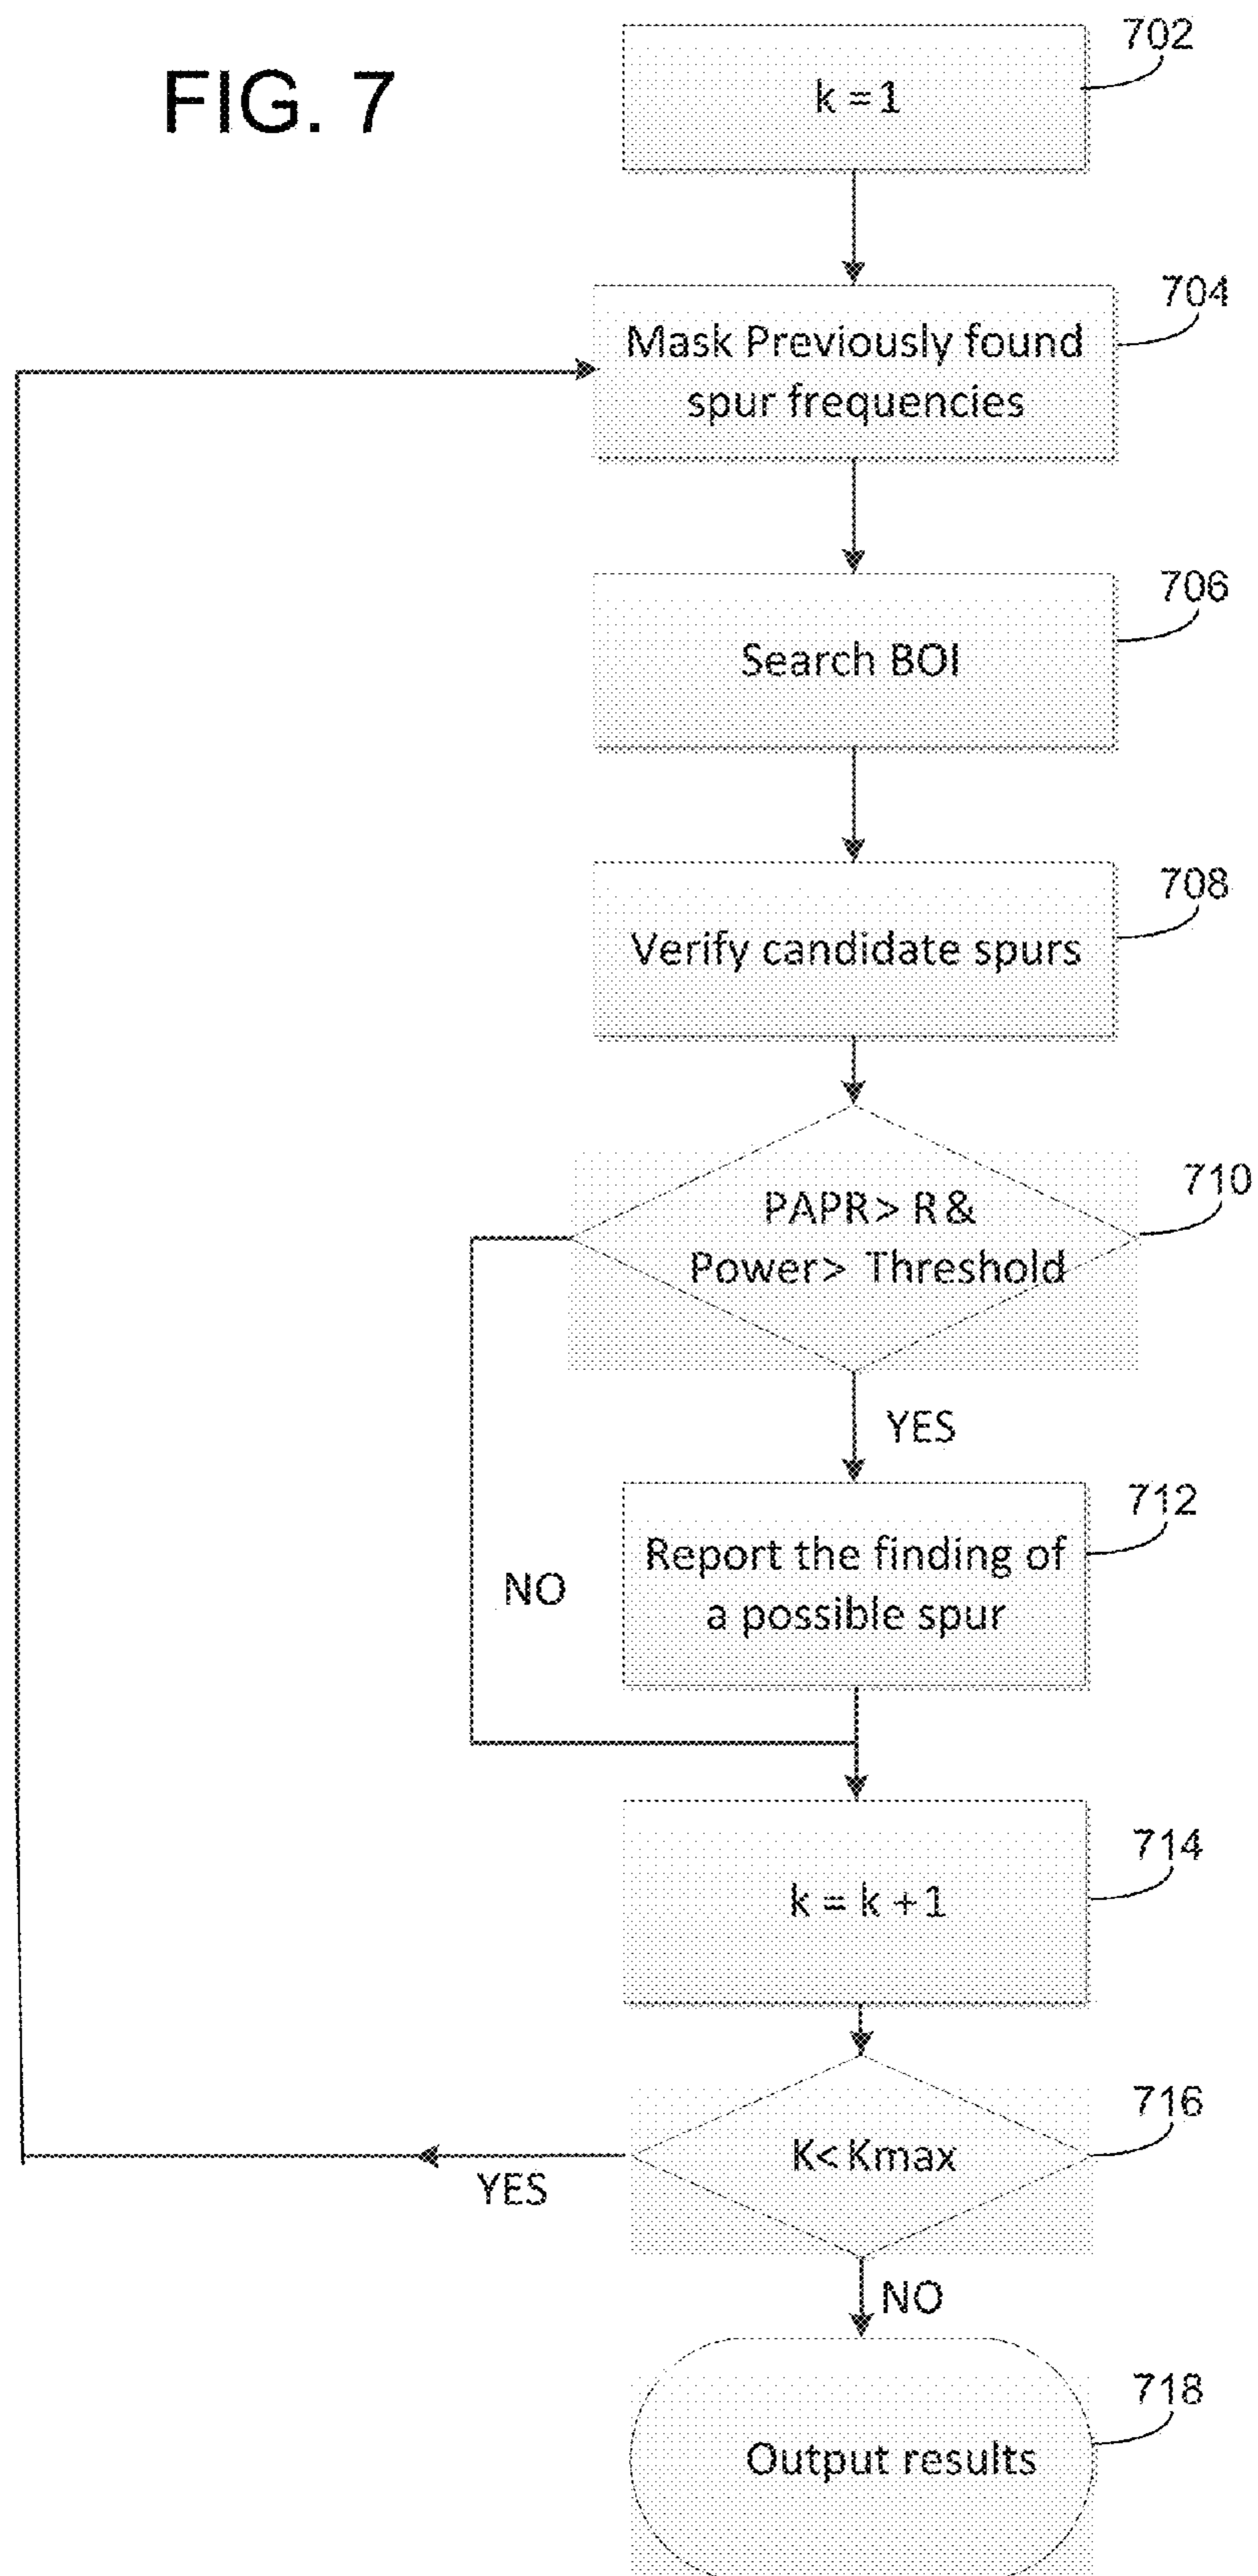 FIG. 7
702
k = 1
704
Mask Previously found
spur frequencies
706
Search BOI
708
Verify candidate spurs
710
PAPR > R &
Power > Threshold
YES
712
Report the finding of
a possible spur
NO
714
k = k + 1
716
K < Kmax
YES
NO
718
Output results